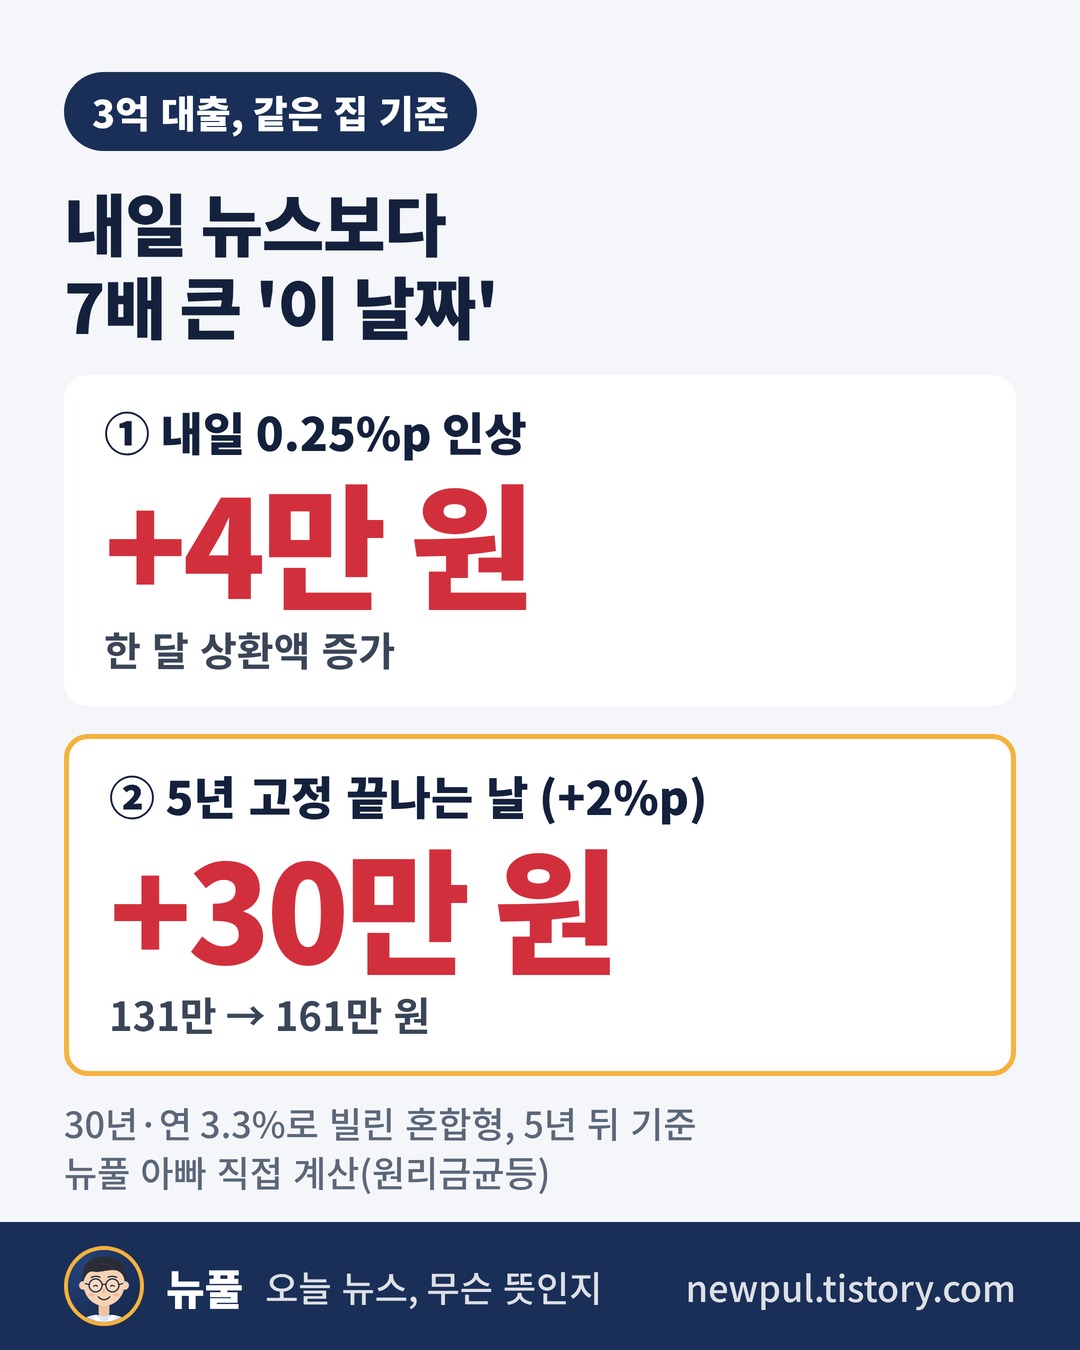 3억 대출, 같은 집 기준
내일 뉴스보다
7배 큰 '이 날짜'
① 내일 0.25%p 인상
+4만 원
한 달 상환액 증가
② 5년 고정 끝나는 날 (+2%p)
+30만 원
131만 → 161만 원
30년·연 3.3%로 빌린 혼합형, 5년 뒤 기준
뉴풀 아빠 직접 계산(원리금균등)
뉴풀 오늘 뉴스, 무슨 뜻인지 newpul.tistory.com